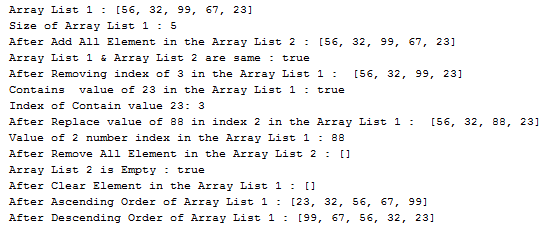 Array List 1 : [56, 32, 99, 67, 23]
Size of Array List 1 : 5
After Add All Element in the Array List 2 : [56, 32, 99, 67, 23]
Array List 1 & Array List 2 are same : true
After Removing index of 3 in the Array List 1 :  [56, 32, 99, 23]
Contains  value of 23 in the Array List 1 : true
Index of Contain value 23: 3
After Replace value of 88 in index 2 in the Array List 1 :  [56, 32, 88, 23]
Value of 2 number index in the Array List 1 : 88
After Remove All Element in the Array List 2 : []
Array List 2 is Empty : true
After Clear Element in the Array List 1 : []
After Ascending Order of Array List 1 : [23, 32, 56, 67, 99]
After Descending Order of Array List 1 : [99, 67, 56, 32, 23]